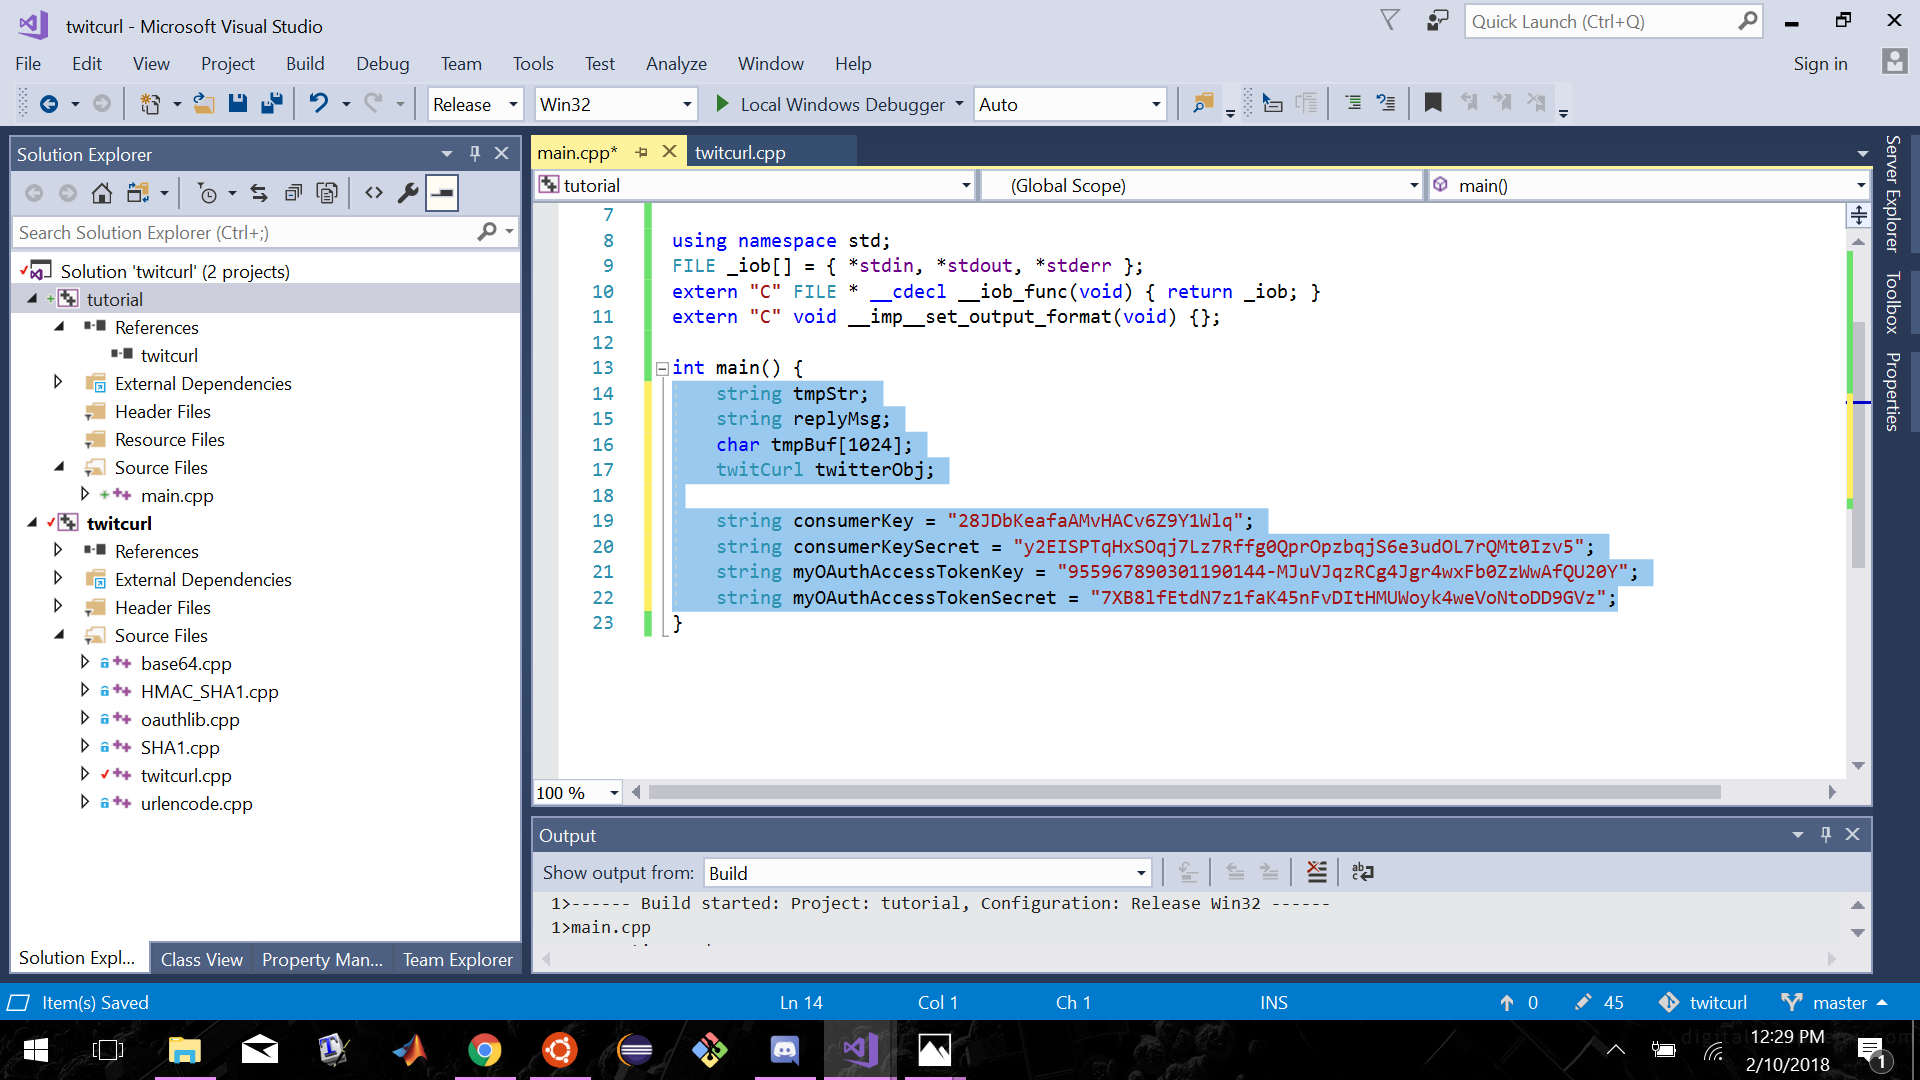 twitcurl - Microsoft Visual Studio
Quick Launch (Ctrl+Q)
File Edit View Project Build Debug Team Tools Test Analyze Window Help
Sign in
Release Win32 Local Windows Debugger Auto
Solution Explorer
Search Solution Explorer (Ctrl+;)
Solution 'twitcurl' (2 projects)
tutorial
References
twitcurl
External Dependencies
Header Files
Resource Files
Source Files
main.cpp
twitcurl
References
External Dependencies
Header Files
Source Files
base64.cpp
HMAC_SHA1.cpp
oauthlib.cpp
SHA1.cpp
twitcurl.cpp
urlencode.cpp
Solution Expl... Class View Property Man... Team Explorer
main.cpp* twitcurl.cpp
tutorial (Global Scope) main()
7
8 using namespace std;
9 FILE _iob[] = { *stdin, *stdout, *stderr };
10 extern "C" FILE * __cdecl __iob_func(void) { return _iob; }
11 extern "C" void __imp__set_output_format(void) {};
12
13 int main() {
14 string tmpStr;
15 string replyMsg;
16 char tmpBuf[1024];
17 twitCurl twitterObj;
18
19 string consumerKey = "28JDbKeafaAMvHACv6Z9Y1Wlq";
20 string consumerKeySecret = "y2EISPTqHxSOqj7Lz7Rffg0QprOpzbqjS6e3udOL7rQMt0Izv5";
21 string myOAuthAccessTokenKey = "955967890301190144-MJuVJqzRCg4Jgr4wxFb0ZzWwAfQU20Y";
22 string myOAuthAccessTokenSecret = "7XB8lfEtdN7z1faK45nFvDItHMUWoyk4weVoNtoDD9GVz";
23 }
100 %
Server Explorer
Toolbox
Properties
Output
Show output from: Build
1>------ Build started: Project: tutorial, Configuration: Release Win32 ------
1>main.cpp
Item(s) Saved Ln 14 Col 1 Ch 1 INS 0 45 twitcurl master
12:29 PM
2/10/2018
1